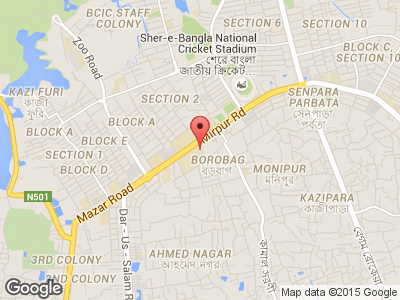 BCIC STAFF
COLONY
SECTION 6
10
Sher-e-Bangla National
Cricket Stadium
শেরে বাংলা
জাতীয় ক্রিকেট...
Zoo Road
BLOCK C,
SECTION 10
KAZI FURI
কাজী
ফুরি
SECTION 2
SENPARA
PARBATA
সেনপাড়া
পর্বতা
BLOCK A
BLOCK A
BLOCK E
SECTION 1
BLOCK D
Mirpur Rd
BOROBAG
বড়বাগ
MONIPUR
মনিপুর
N501
Mazar Road
KAZIPARA
কাজীপাড়া
Dar - Us - Salam R
AHMED NAGAR
আহমেদ নগর
কামাল সরণী
বেগম রোকেয়া
3RD COLONY
2ND COLONY
Google
Map data ©2015 Google